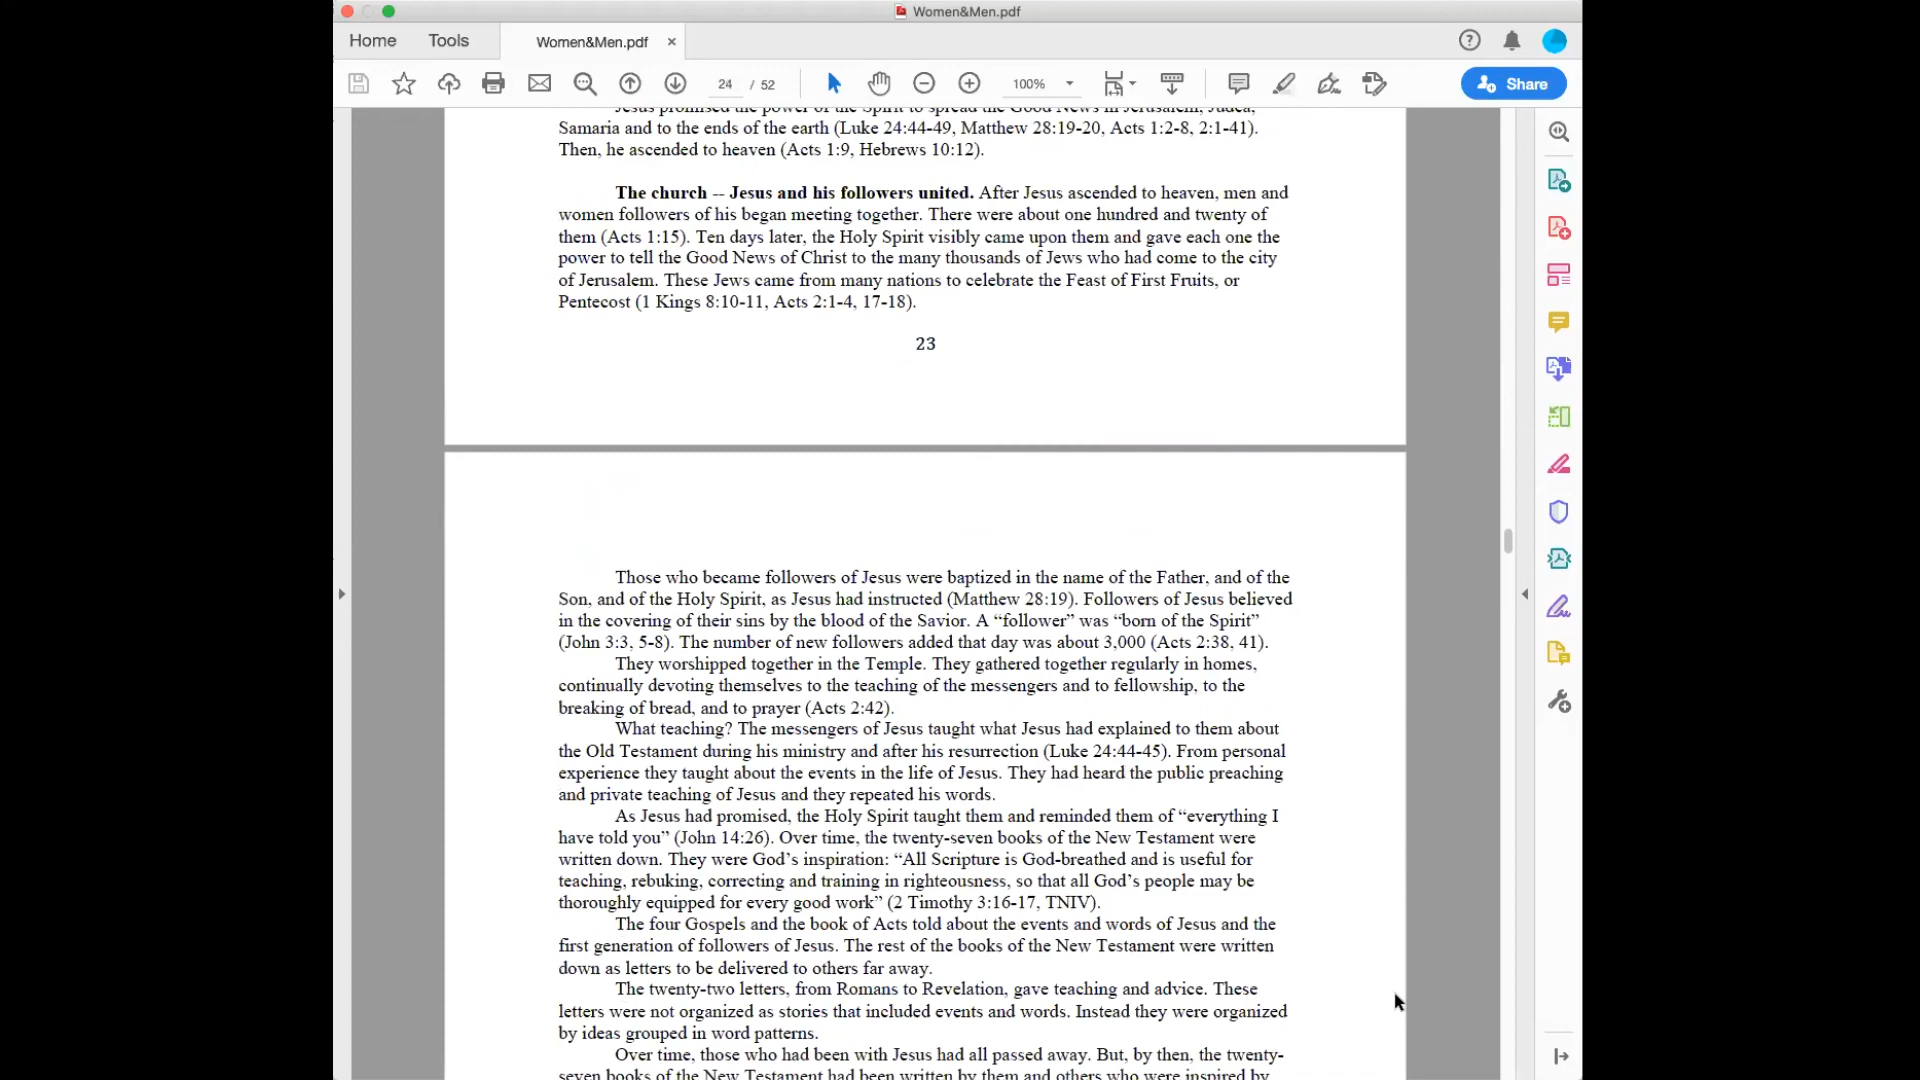 Women&Men.pdf
Home
Tools
Women&Men.pdf
24 / 52
100%
Share
Jesus promised the power of the Spirit to spread the Good News in Jerusalem, Judea,
Samaria and to the ends of the earth (Luke 24:44-49, Matthew 28:19-20, Acts 1:2-8, 2:1-41).
Then, he ascended to heaven (Acts 1:9, Hebrews 10:12).
The church -- Jesus and his followers united. After Jesus ascended to heaven, men and
women followers of his began meeting together. There were about one hundred and twenty of
them (Acts 1:15). Ten days later, the Holy Spirit visibly came upon them and gave each one the
power to tell the Good News of Christ to the many thousands of Jews who had come to the city
of Jerusalem. These Jews came from many nations to celebrate the Feast of First Fruits, or
Pentecost (1 Kings 8:10-11, Acts 2:1-4, 17-18).
23
Those who became followers of Jesus were baptized in the name of the Father, and of the
Son, and of the Holy Spirit, as Jesus had instructed (Matthew 28:19). Followers of Jesus believed
in the covering of their sins by the blood of the Savior. A “follower” was “born of the Spirit”
(John 3:3, 5-8). The number of new followers added that day was about 3,000 (Acts 2:38, 41).
They worshipped together in the Temple. They gathered together regularly in homes,
continually devoting themselves to the teaching of the messengers and to fellowship, to the
breaking of bread, and to prayer (Acts 2:42).
What teaching? The messengers of Jesus taught what Jesus had explained to them about
the Old Testament during his ministry and after his resurrection (Luke 24:44-45). From personal
experience they taught about the events in the life of Jesus. They had heard the public preaching
and private teaching of Jesus and they repeated his words.
As Jesus had promised, the Holy Spirit taught them and reminded them of “everything I
have told you” (John 14:26). Over time, the twenty-seven books of the New Testament were
written down. They were God’s inspiration: “All Scripture is God-breathed and is useful for
teaching, rebuking, correcting and training in righteousness, so that all God’s people may be
thoroughly equipped for every good work” (2 Timothy 3:16-17, TNIV).
The four Gospels and the book of Acts told about the events and words of Jesus and the
first generation of followers of Jesus. The rest of the books of the New Testament were written
down as letters to be delivered to others far away.
The twenty-two letters, from Romans to Revelation, gave teaching and advice. These
letters were not organized as stories that included events and words. Instead they were organized
by ideas grouped in word patterns.
Over time, those who had been with Jesus had all passed away. But, by then, the twenty-
seven books of the New Testament had been written by them and others who were inspired by